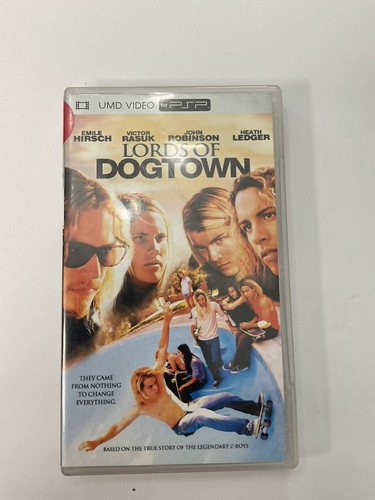 UMD VIDEO for PSP
EMILE VICTOR JOHN HEATH
HIRSCH RASUK ROBINSON LEDGER
LORDS OF
DOGTOWN
THEY CAME
FROM NOTHING
TO CHANGE
EVERYTHING.
BASED ON THE TRUE STORY OF THE LEGENDARY Z-BOYS